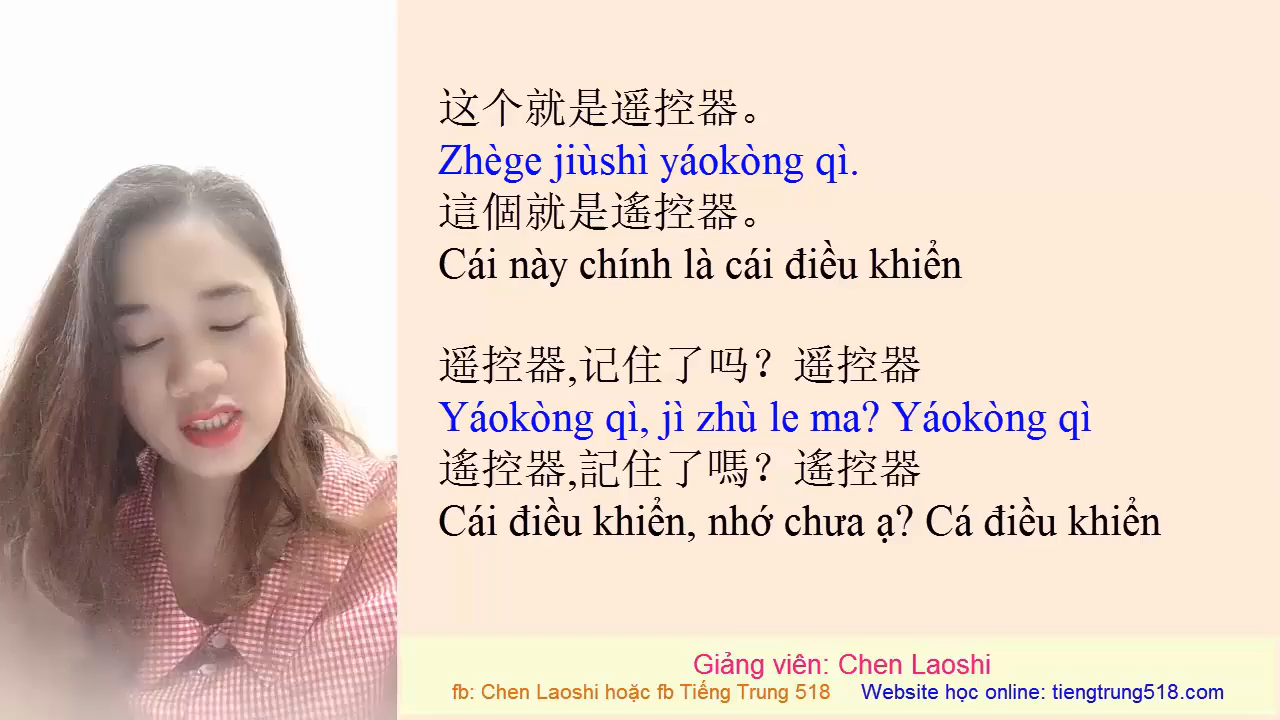 这个就是遥控器。
Zhège jiùshì yáokòng qì.
這個就是遙控器。
Cái này chính là cái điều khiển
遥控器,记住了吗？遥控器
Yáokòng qì, jì zhù le ma? Yáokòng qì
遙控器,記住了嗎？遙控器
Cái điều khiển, nhớ chưa ạ? Cá điều khiển
Giảng viên: Chen Laoshi
fb: Chen Laoshi hoặc fb Tiếng Trung 518 Website học online: tiengtrung518.com